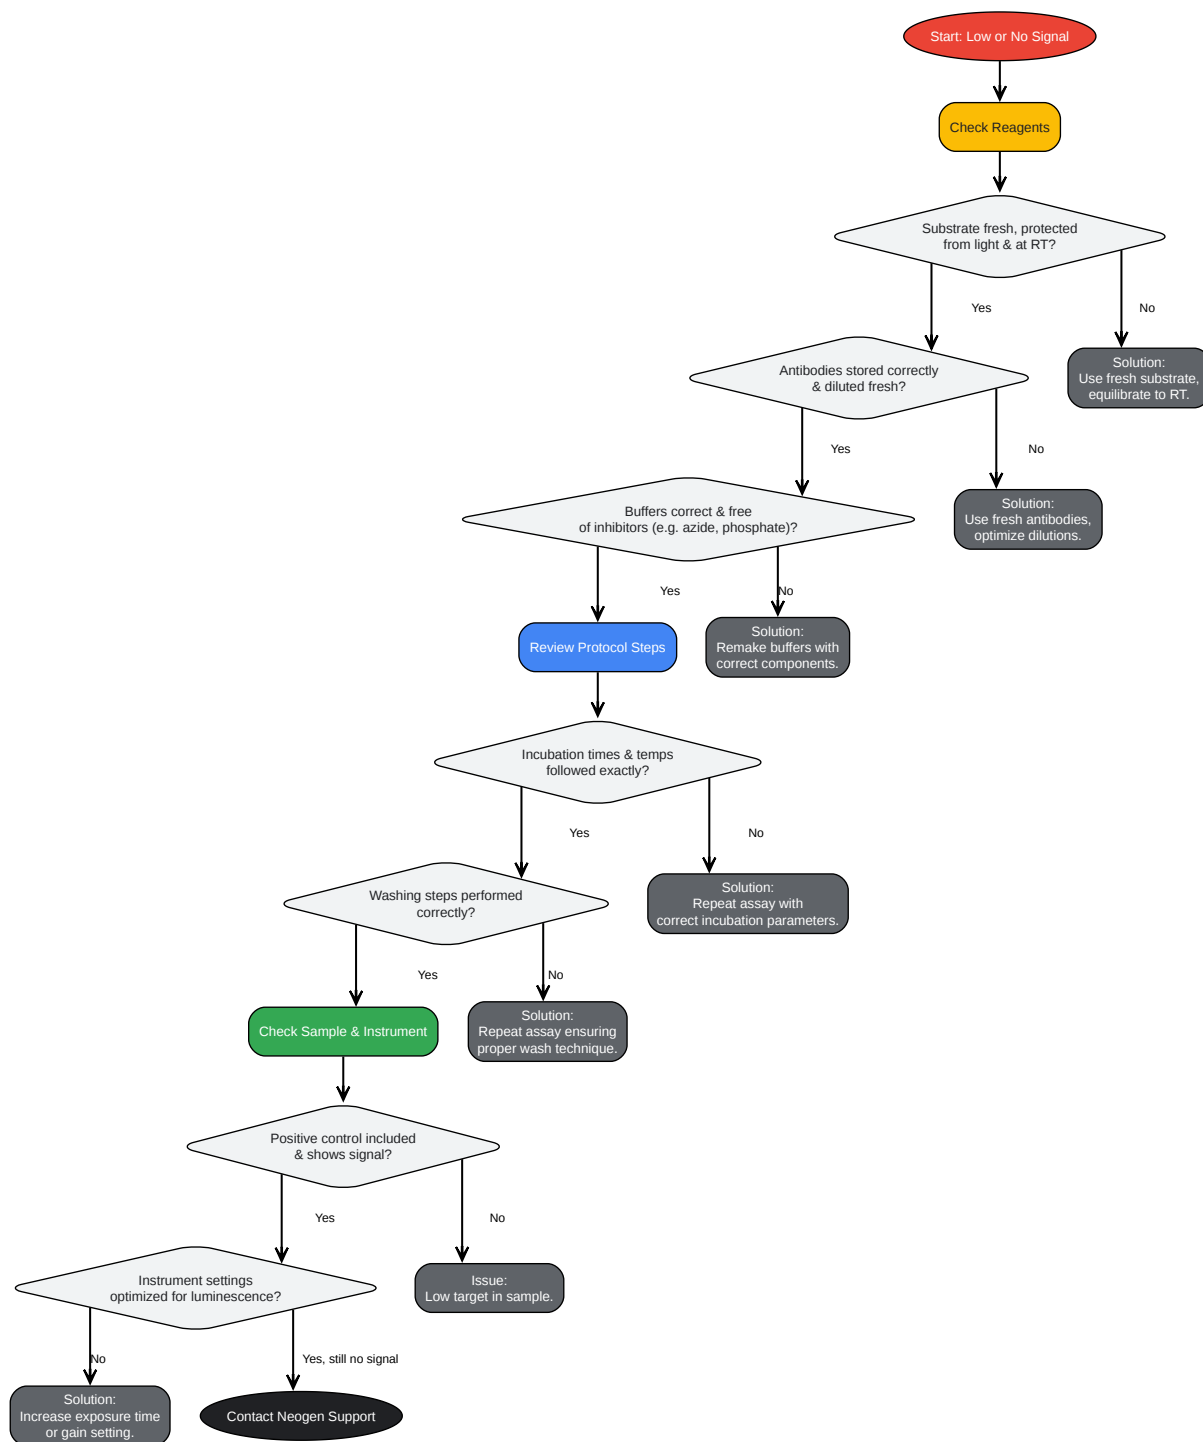 Start: Low or No Signal
Check Reagents
Substrate fresh, protected
from light & at RT?
Yes
No
Solution:
Use fresh substrate,
equilibrate to RT.
Antibodies stored correctly
& diluted fresh?
Yes
No
Solution:
Use fresh antibodies,
optimize dilutions.
Buffers correct & free
of inhibitors (e.g. azide, phosphate)?
Yes
No
Review Protocol Steps
Solution:
Remake buffers with
correct components.
Incubation times & temps
followed exactly?
Yes
No
Solution:
Repeat assay with
correct incubation parameters.
Washing steps performed
correctly?
Yes
No
Check Sample & Instrument
Solution:
Repeat assay ensuring
proper wash technique.
Positive control included
& shows signal?
Yes
No
Issue:
Low target in sample.
Instrument settings
optimized for luminescence?
No
Yes, still no signal
Solution:
Increase exposure time
or gain setting.
Contact Neogen Support